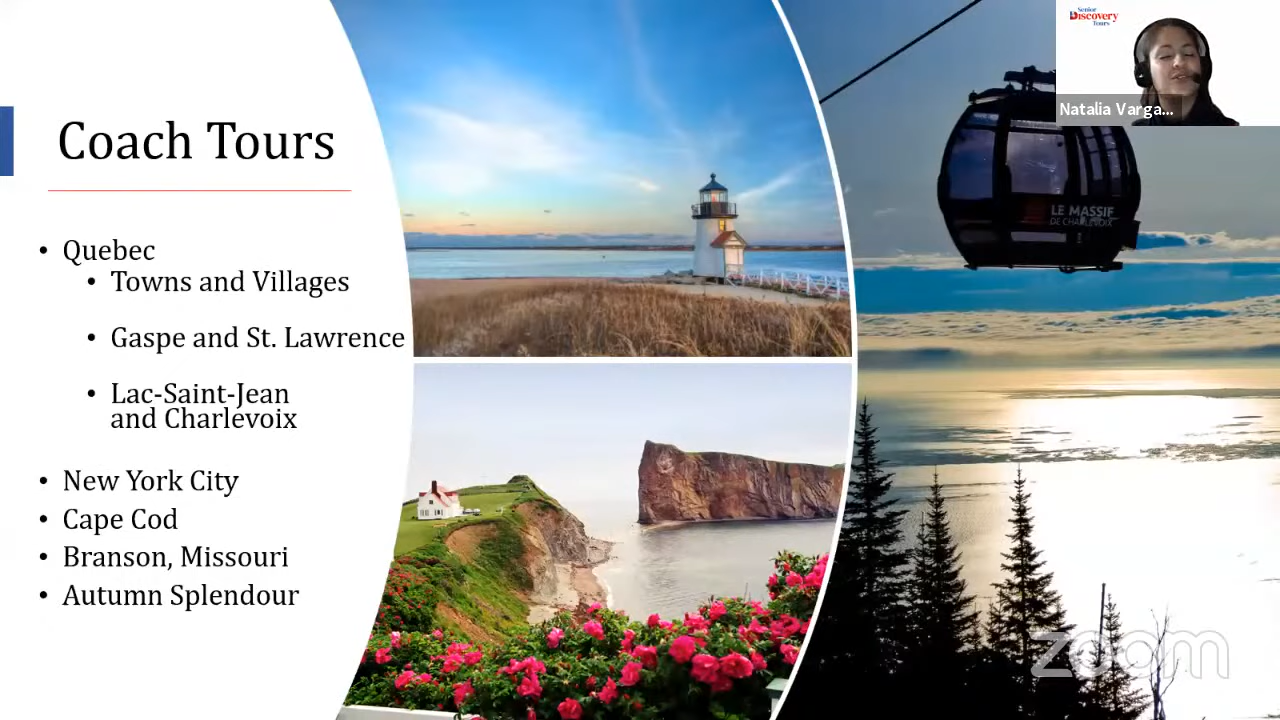 Coach Tours
• Quebec
• Towns and Villages
• Gaspe and St. Lawrence
• Lac-Saint-Jean
and Charlevoix
• New York City
• Cape Cod
• Branson, Missouri
• Autumn Splendour
LE MASSIF
DE CHARLEVOIX
Senior
Discovery
Tours
Natalia Varga...
zoom